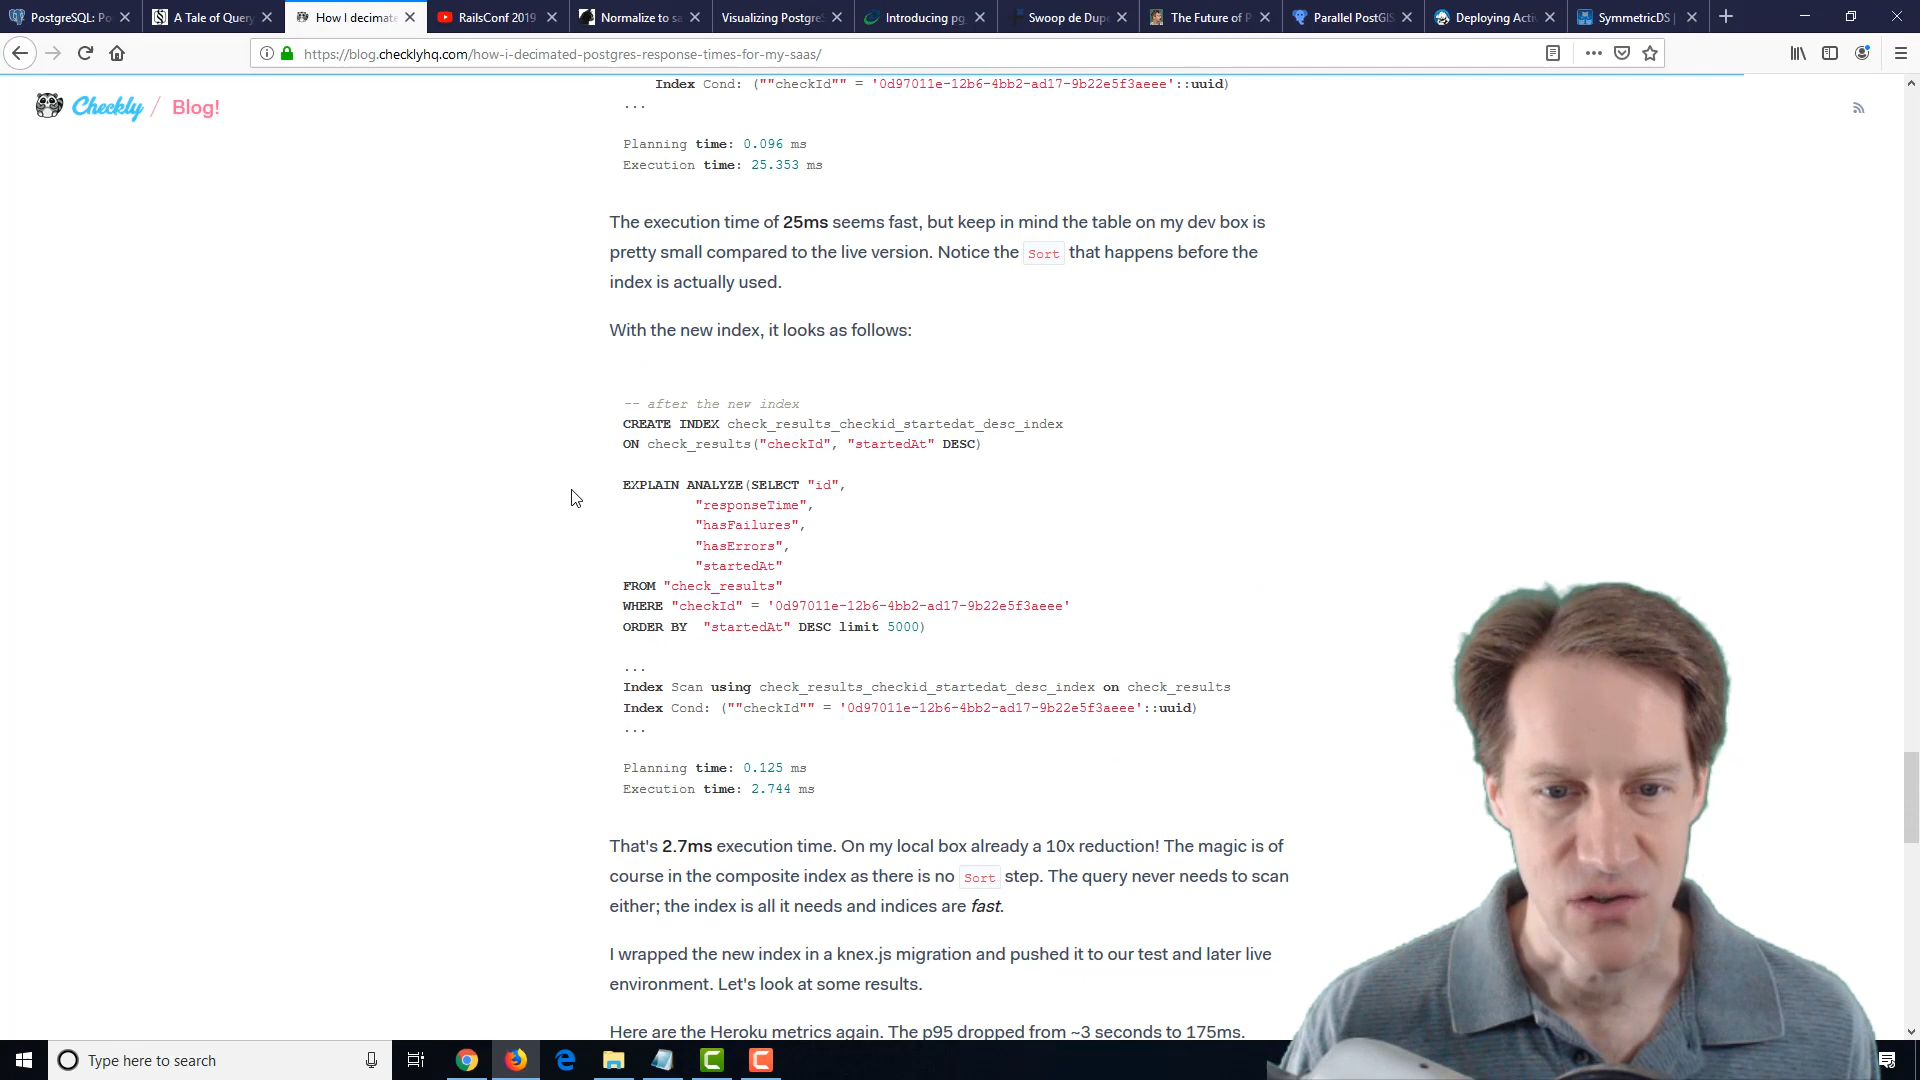 PostgreSQL: Po
A Tale of Query
How I decimate
RailsConf 2019
Normalize to sa
Visualizing Postgre
Introducing pg_
Swoop de Dupe
The Future of P
Parallel PostGIS
Deploying Activ
SymmetricDS |
https://blog.checklyhq.com/how-i-decimated-postgres-response-times-for-my-saas/
Checkly / Blog!
Index Cond: (""checkId"" = '0d97011e-12b6-4bb2-ad17-9b22e5f3aeee'::uuid)
...
Planning time: 0.096 ms
Execution time: 25.353 ms
The execution time of 25ms seems fast, but keep in mind the table on my dev box is
pretty small compared to the live version. Notice the Sort that happens before the
index is actually used.
With the new index, it looks as follows:
-- after the new index
CREATE INDEX check_results_checkid_startedat_desc_index
ON check_results("checkId", "startedAt" DESC)
EXPLAIN ANALYZE(SELECT "id",
"responseTime",
"hasFailures",
"hasErrors",
"startedAt"
FROM "check_results"
WHERE "checkId" = '0d97011e-12b6-4bb2-ad17-9b22e5f3aeee'
ORDER BY "startedAt" DESC limit 5000)
...
Index Scan using check_results_checkid_startedat_desc_index on check_results
Index Cond: (""checkId"" = '0d97011e-12b6-4bb2-ad17-9b22e5f3aeee'::uuid)
...
Planning time: 0.125 ms
Execution time: 2.744 ms
That's 2.7ms execution time. On my local box already a 10x reduction! The magic is of
course in the composite index as there is no Sort step. The query never needs to scan
either; the index is all it needs and indices are fast.
I wrapped the new index in a knex.js migration and pushed it to our test and later live
environment. Let's look at some results.
Here are the Heroku metrics again. The p95 dropped from ~3 seconds to 175ms.
Type here to search